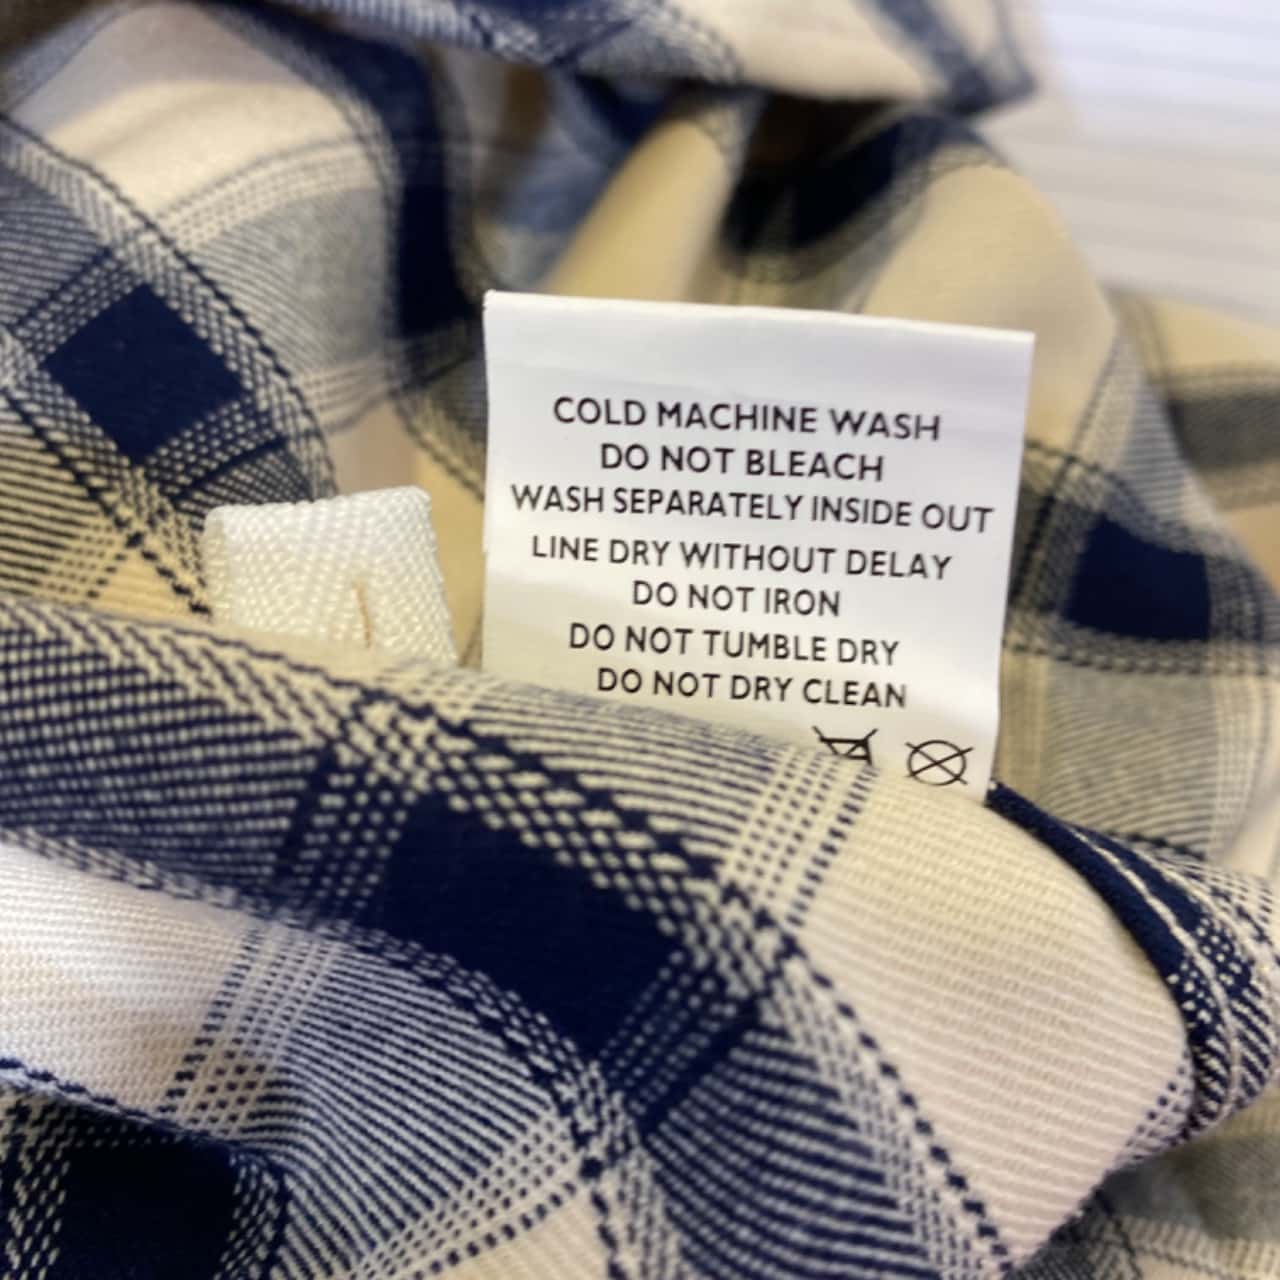 COLD MACHINE WASH
DO NOT BLEACH
WASH SEPARATELY INSIDE OUT
LINE DRY WITHOUT DELAY
DO NOT IRON
DO NOT TUMBLE DRY
DO NOT DRY CLEAN